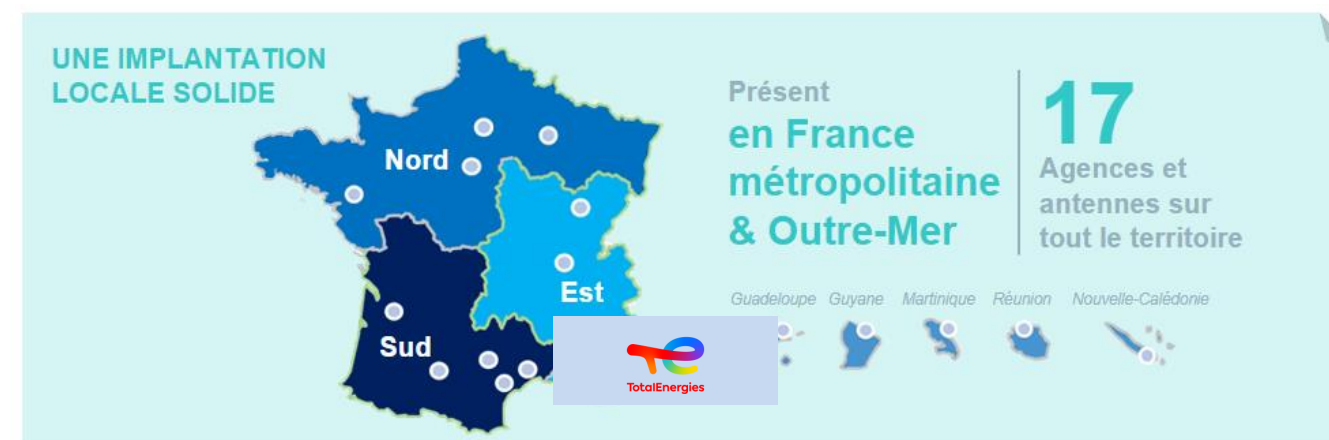 UNE IMPLANTATION
LOCALE SOLIDE
Nord
Est
Sud
Présent
en France
métropolitaine
& Outre-Mer
17
Agences et
antennes sur
tout le territoire
Guadeloupe Guyane Martinique Réunion Nouvelle-Calédonie
TotalEnergies